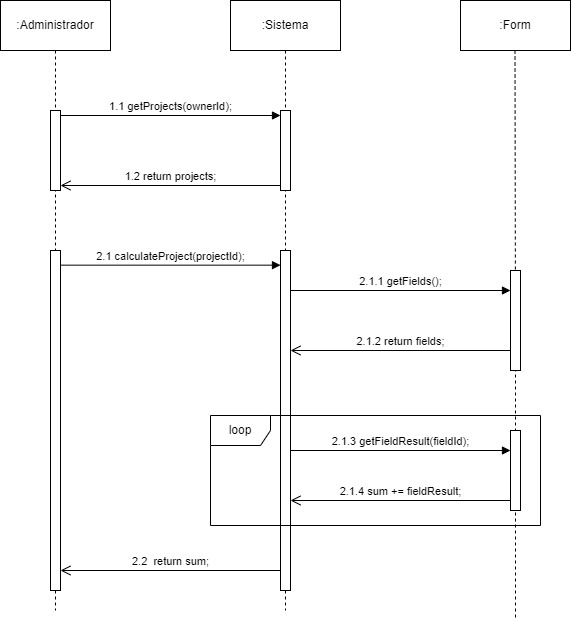 :Administrador
:Sistema
:Form
1.1 getProjects(ownerId);
1.2 return projects;
2.1 calculateProject(projectId);
2.1.1 getFields();
2.1.2 return fields;
loop
2.1.3 getFieldResult(fieldId);
2.1.4 sum += fieldResult;
2.2 return sum;